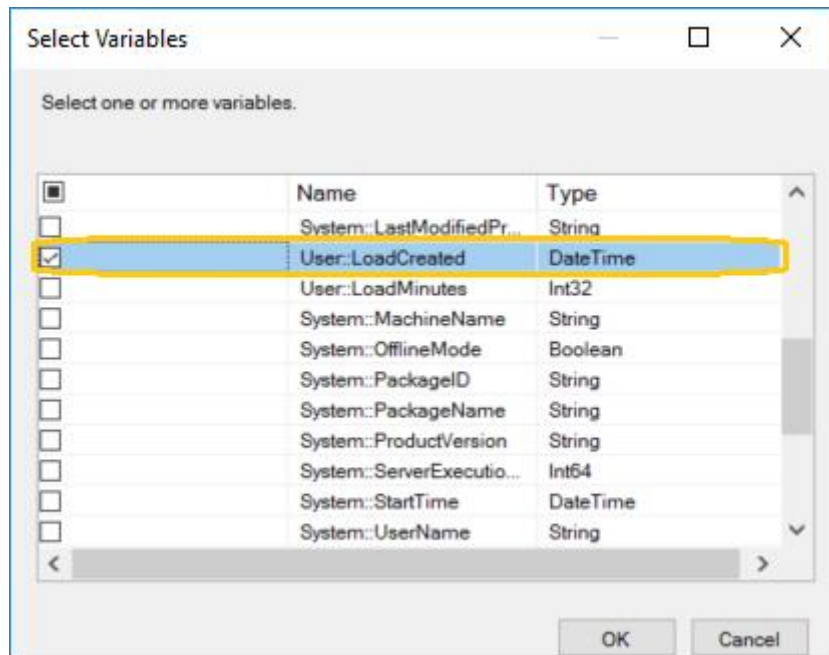 Select Variables
Select one or more variables.
Name Type
System::LastModifiedPr... String
User::LoadCreated DateTime
User::LoadMinutes Int32
System::MachineName String
System::OfflineMode Boolean
System::PackageID String
System::PackageName String
System::ProductVersion String
System::ServerExecutio... Int64
System::StartTime DateTime
System::UserName String
OK Cancel